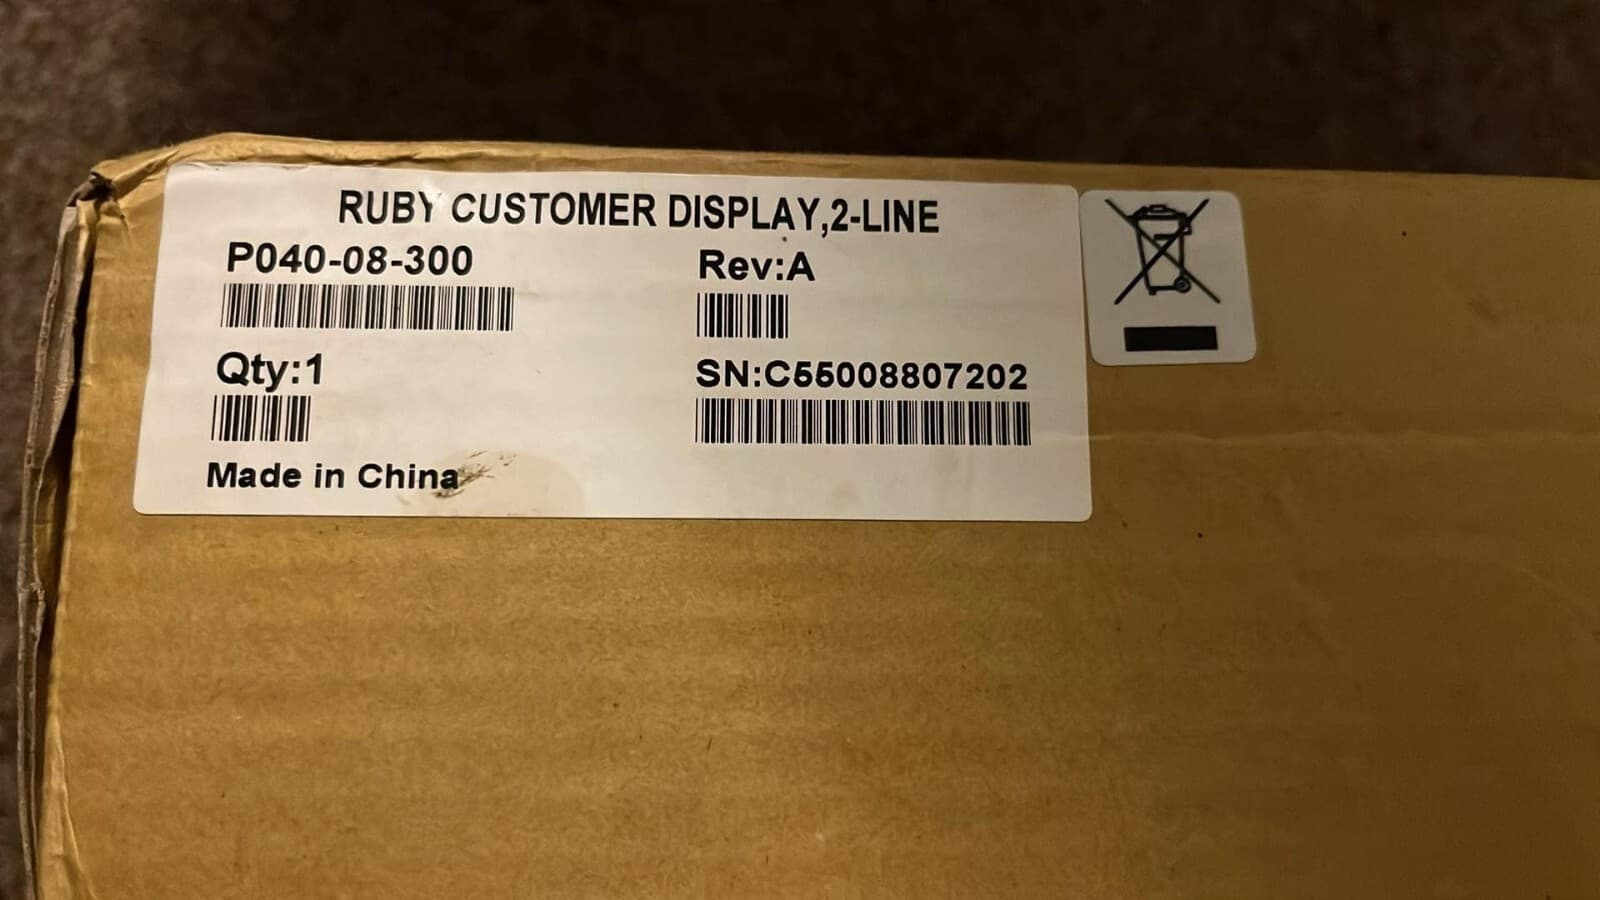 RUBY CUSTOMER DISPLAY,2-LINE
P040-08-300
Rev:A
Qty:1
SN:C55008807202
Made in China